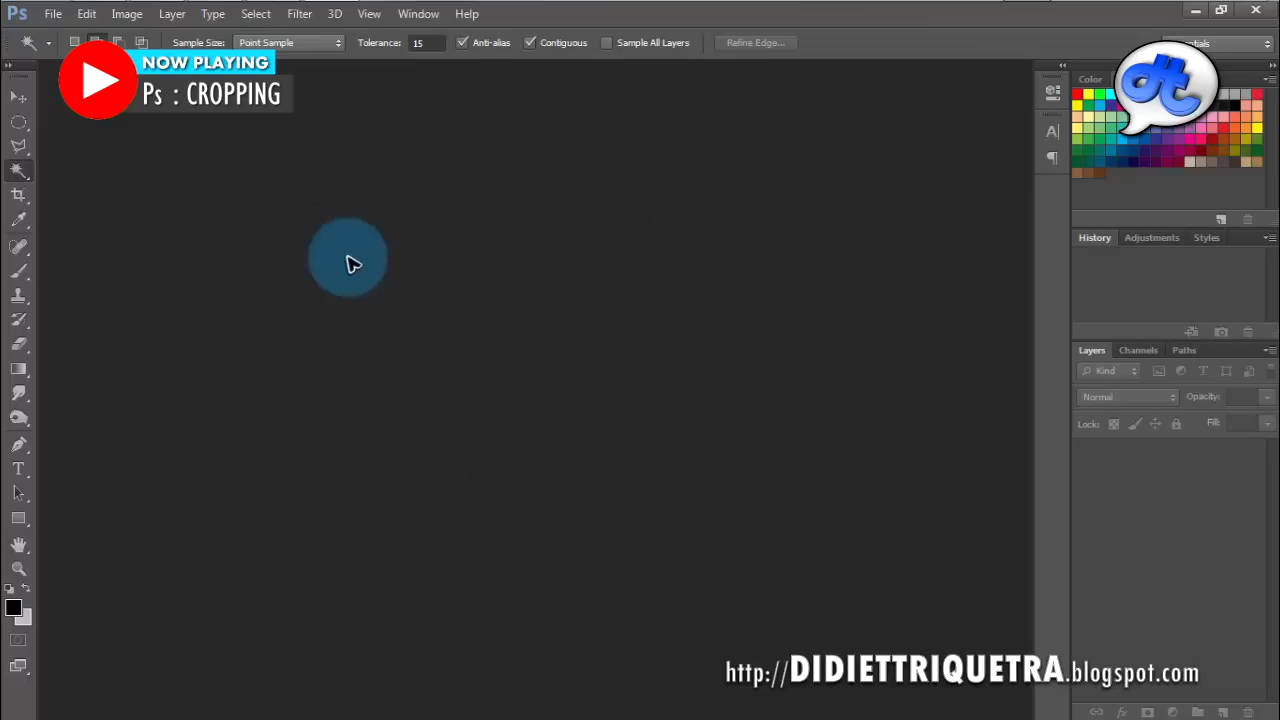 Ps File Edit Image Layer Type Select Filter 3D View Window Help
Sample Size: Point Sample Tolerance: 15 Anti-alias Contiguous Sample All Layers Refine Edge...
NOW PLAYING
Ps : CROPPING
dt
Color
A
History Adjustments Styles
Layers Channels Paths
Kind
Normal Opacity:
Lock: Fill:
T
http://DIDIETTRIQUETRA.blogspot.com
fx